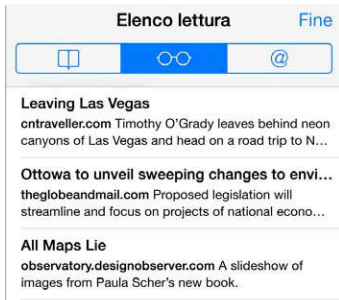 Elenco lettura Fine
@
Leaving Las Vegas
cntraveller.com Timothy O'Grady leaves behind neon
canyons of Las Vegas and head on a road trip to N...
Ottowa to unveil sweeping changes to envi...
theglobeandmail.com Proposed legislation will
streamline and focus on projects of national econo...
All Maps Lie
observatory.designobserver.com A slideshow of
images from Paula Scher's new book.